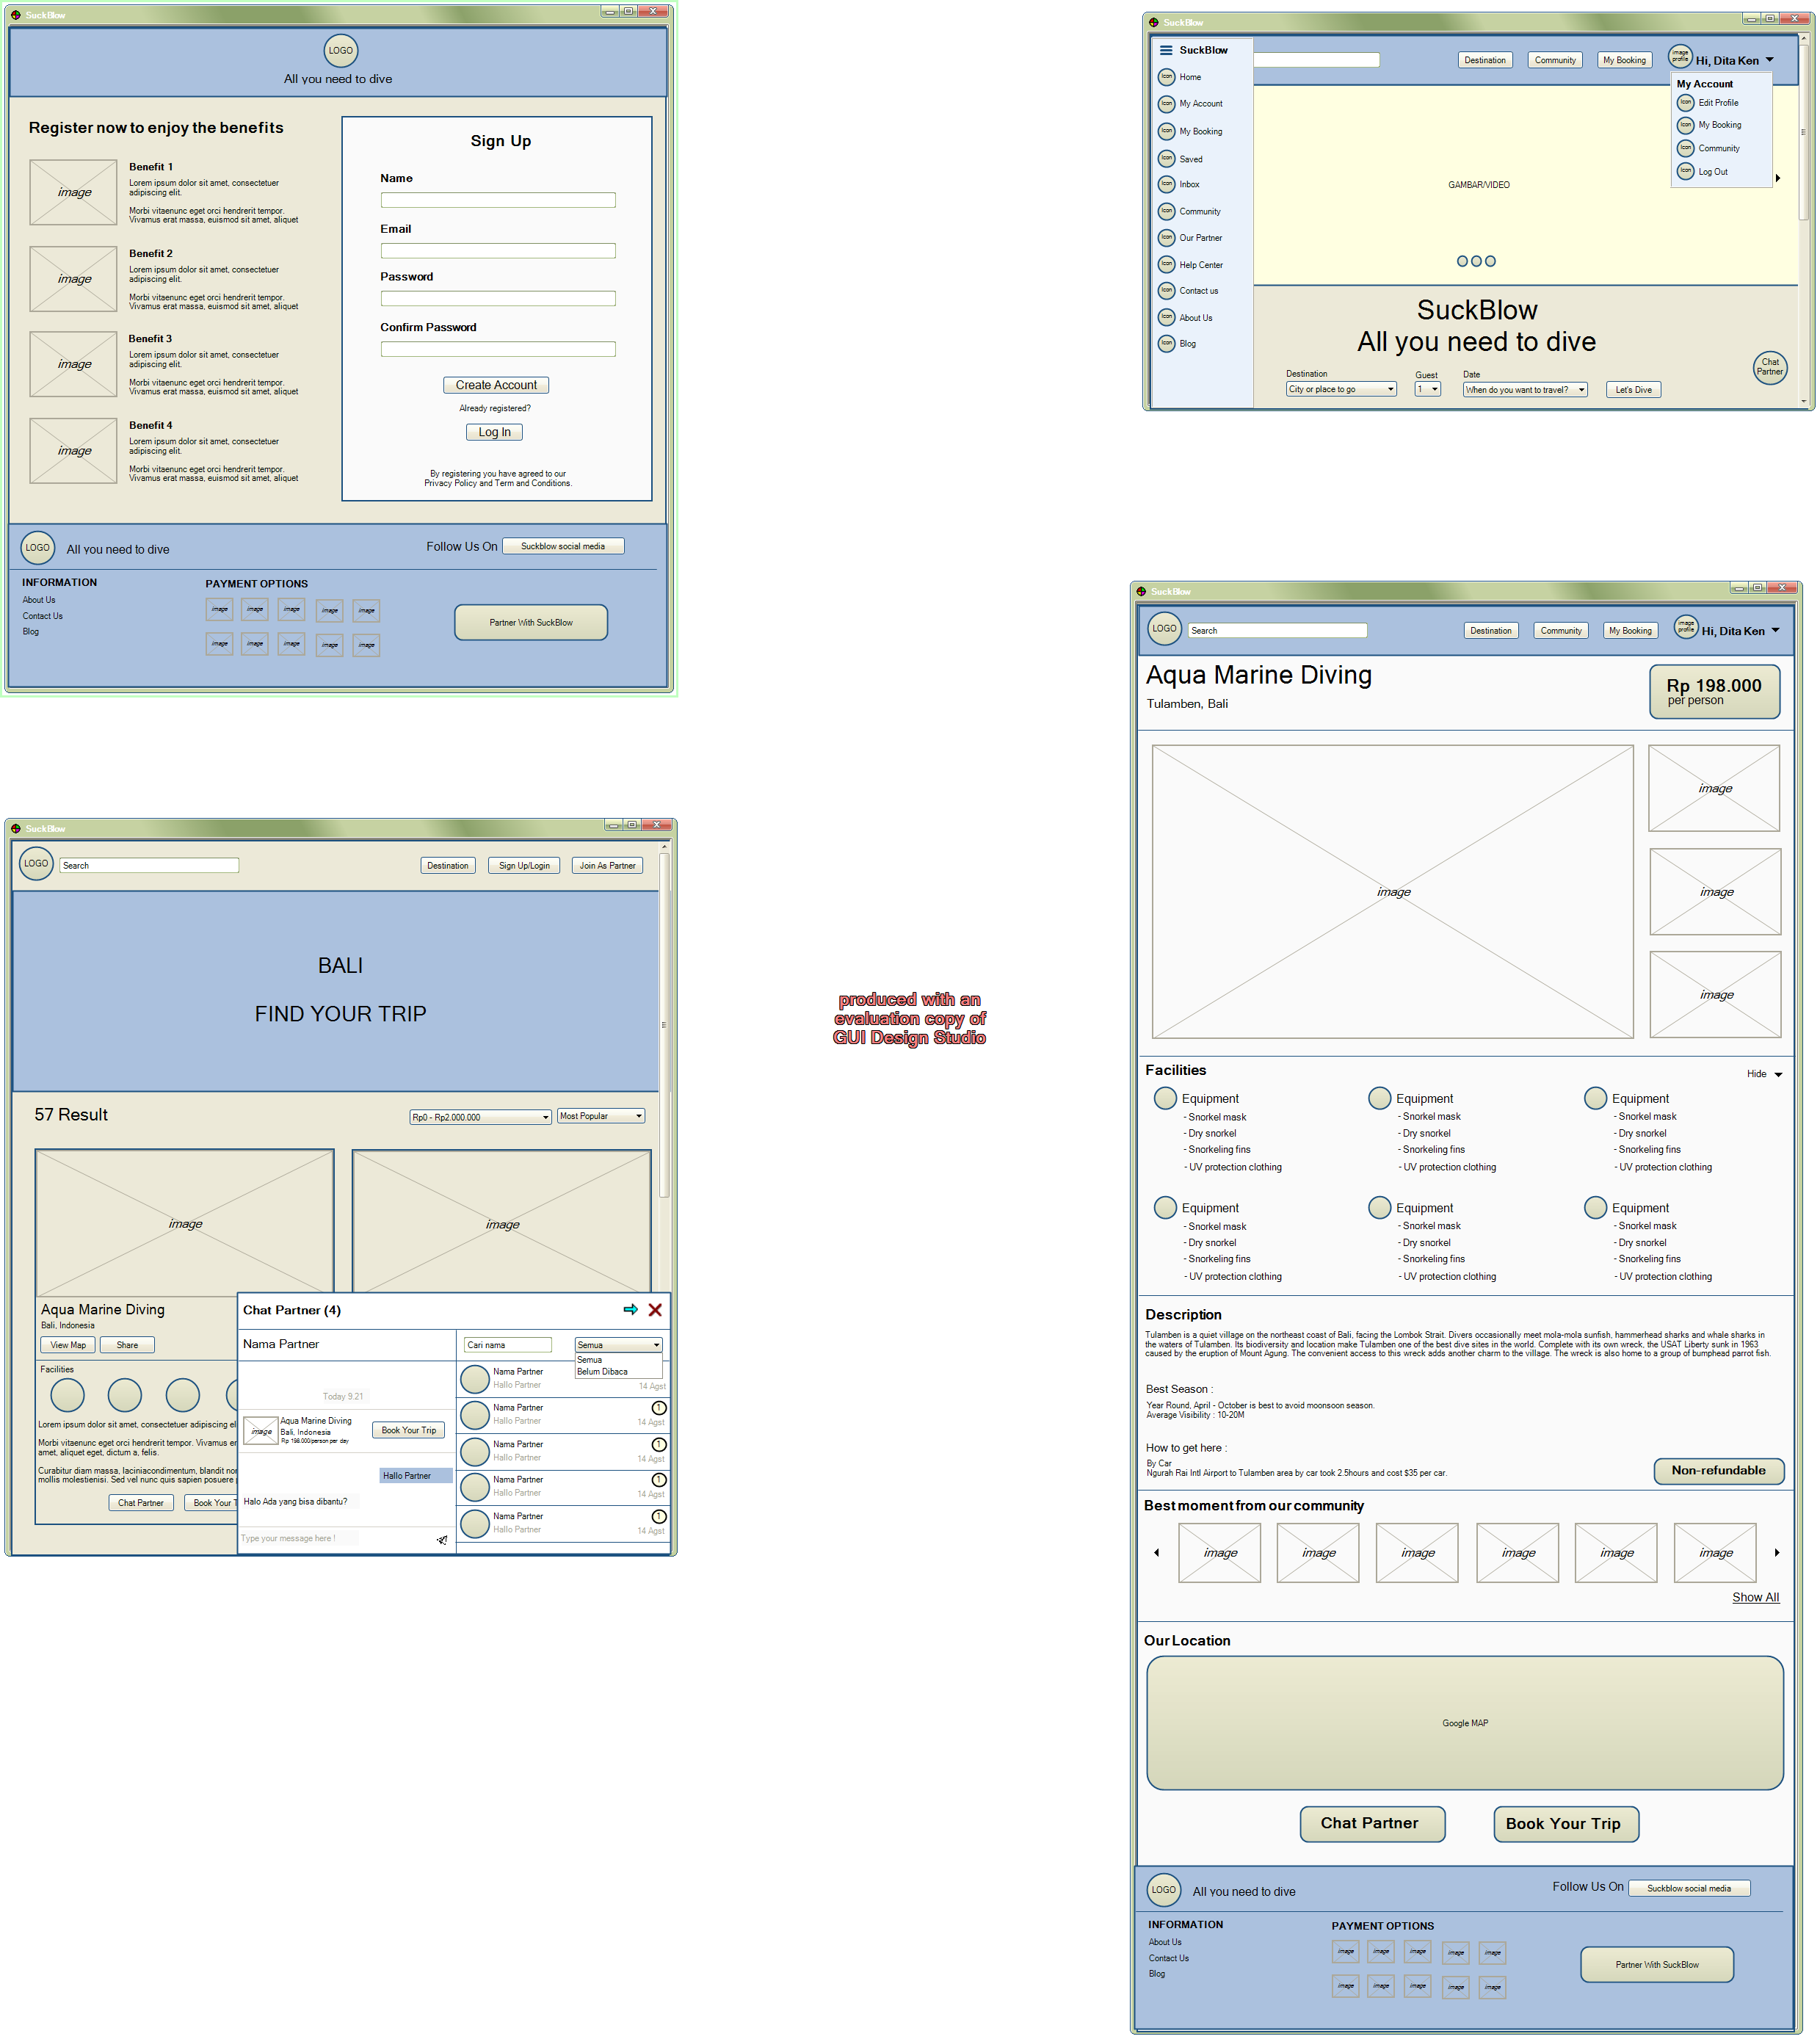 SuckBlow
LOGO
All you need to dive
Register now to enjoy the benefits
image
Benefit 1
Lorem ipsum dolor sit amet, consectetuer
adipiscing elit.
Morbi vitaenunc eget orci hendrerit tempor.
Vivamus erat massa, euismod sit amet, aliquet
image
Benefit 2
Lorem ipsum dolor sit amet, consectetuer
adipiscing elit.
Morbi vitaenunc eget orci hendrerit tempor.
Vivamus erat massa, euismod sit amet, aliquet
image
Benefit 3
Lorem ipsum dolor sit amet, consectetuer
adipiscing elit.
Morbi vitaenunc eget orci hendrerit tempor.
Vivamus erat massa, euismod sit amet, aliquet
image
Benefit 4
Lorem ipsum dolor sit amet, consectetuer
adipiscing elit.
Morbi vitaenunc eget orci hendrerit tempor.
Vivamus erat massa, euismod sit amet, aliquet
Sign Up
Name
Email
Password
Confirm Password
Create Account
Already registered?
Log In
By registering you have agreed to our
Privacy Policy and Term and Conditions.
LOGO All you need to dive Follow Us On Suckblow social media
INFORMATION
About Us
Contact Us
Blog
PAYMENT OPTIONS
image image image image image
image image image image image
Partner With SuckBlow
SuckBlow
SuckBlow
Home
Icon My Account
Icon My Booking
Icon Saved
Icon Inbox
Icon Community
Icon Our Partner
Icon Help Center
Icon Contact us
Icon About Us
Icon Blog
Icon
Destination Community My Booking image profile Hi, Dita Ken
My Account
Icon Edit Profile
Icon My Booking
Icon Community
Icon Log Out
GAMBAR/VIDEO
SuckBlow
All you need to dive
Destination Guest Date
City or place to go 1 When do you want to travel? Let's Dive
Chat
Partner
SuckBlow
LOGO Search Destination Sign Up/Login Join As Partner
BALI
FIND YOUR TRIP
57 Result Rp0 - Rp2.000.000 Most Popular
image image
Aqua Marine Diving
Bali, Indonesia
View Map Share
Facilities
Lorem ipsum dolor sit amet, consectetuer adipiscing el
Morbi vitaenunc eget orci hendrerit tempor. Vivamus er
amet, aliquet eget, dictum a, felis.
Curabitur diam massa, laciniacondimentum, blandit nor
mollis molestienisi. Sed vel nunc quis sapien posuere
Chat Partner Book Your T
Chat Partner (4)
Nama Partner
Today 9.21
image
Aqua Marine Diving
Bali, Indonesia
Rp 198.000/person per day
Book Your Trip
Hallo Partner
Halo Ada yang bisa dibantu?
Type your message here !
Cari nama Semua
Semua
Belum Dibaca
Nama Partner
Hallo Partner 14 Agst
Nama Partner 1
Hallo Partner 14 Agst
Nama Partner 1
Hallo Partner 14 Agst
Nama Partner 1
Hallo Partner 14 Agst
Nama Partner 1
Hallo Partner 14 Agst
produced with an
evaluation copy of
GUI Design Studio
SuckBlow
LOGO Search Destination Community My Booking image profile Hi, Dita Ken
Aqua Marine Diving
Tulamben, Bali
Rp 198.000
per person
image
image
image
image
Facilities Hide
Equipment
- Snorkel mask
- Dry snorkel
- Snorkeling fins
- UV protection clothing
Equipment
- Snorkel mask
- Dry snorkel
- Snorkeling fins
- UV protection clothing
Equipment
- Snorkel mask
- Dry snorkel
- Snorkeling fins
- UV protection clothing
Equipment
- Snorkel mask
- Dry snorkel
- Snorkeling fins
- UV protection clothing
Equipment
- Snorkel mask
- Dry snorkel
- Snorkeling fins
- UV protection clothing
Equipment
- Snorkel mask
- Dry snorkel
- Snorkeling fins
- UV protection clothing
Description
Tulamben is a quiet village on the northeast coast of Bali, facing the Lombok Strait. Divers occasionally meet mola-mola sunfish, hammerhead sharks and whale sharks in
the waters of Tulamben. Its biodiversity and location make Tulamben one of the best dive sites in the world. Complete with its own wreck, the USAT Liberty sunk in 1963
caused by the eruption of Mount Agung. The convenient access to this wreck adds another charm to the village. The wreck is also home to a group of bumphead parrot fish.
Best Season :
Year Round, April - October is best to avoid moonsoon season.
Average Visibility : 10-20M
How to get here :
By Car
Ngurah Rai Intl Airport to Tulamben area by car took 2.5hours and cost $35 per car.
Non-refundable
Best moment from our community
image image image image image image
Show All
Our Location
Google MAP
Chat Partner Book Your Trip
LOGO All you need to dive Follow Us On Suckblow social media
INFORMATION
About Us
Contact Us
Blog
PAYMENT OPTIONS
image image image image image
image image image image image
Partner With SuckBlow